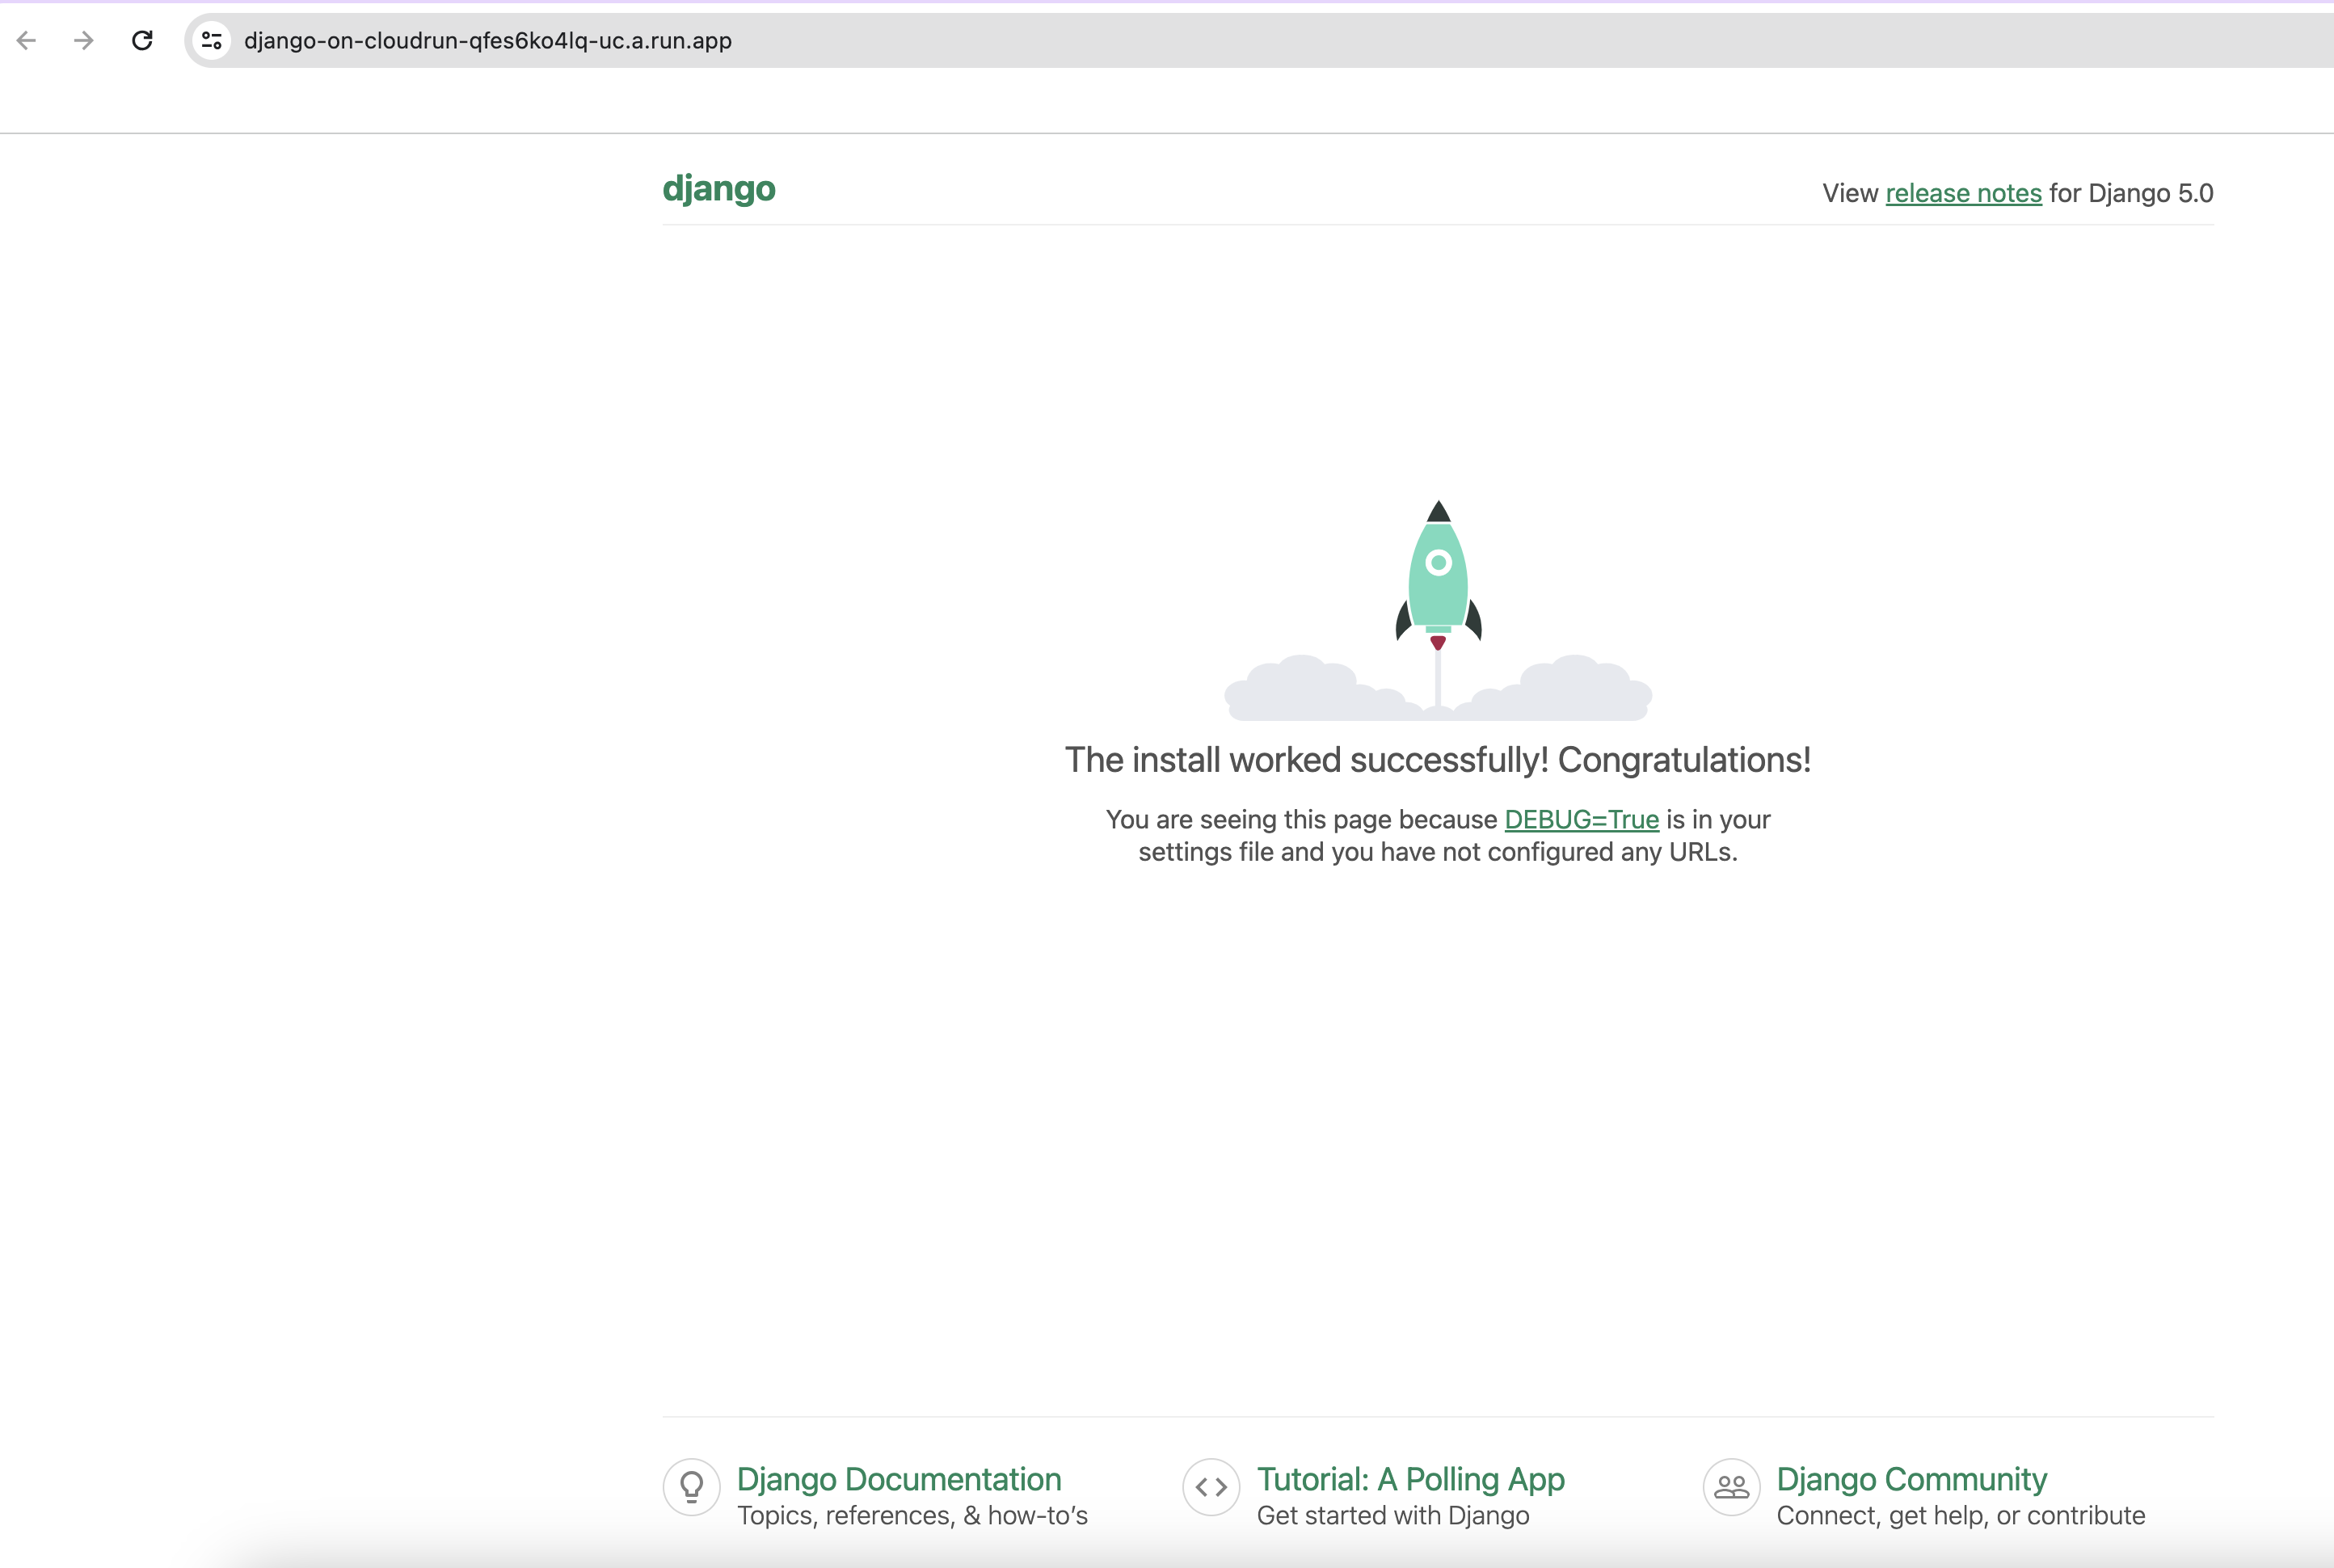 django-on-cloudrun-qfes6ko4lq-uc.a.run.app
django
View release notes for Django 5.0
The install worked successfully! Congratulations!
You are seeing this page because DEBUG=True is in your
settings file and you have not configured any URLs.
Django Documentation
Topics, references, & how-to’s
Tutorial: A Polling App
Get started with Django
Django Community
Connect, get help, or contribute